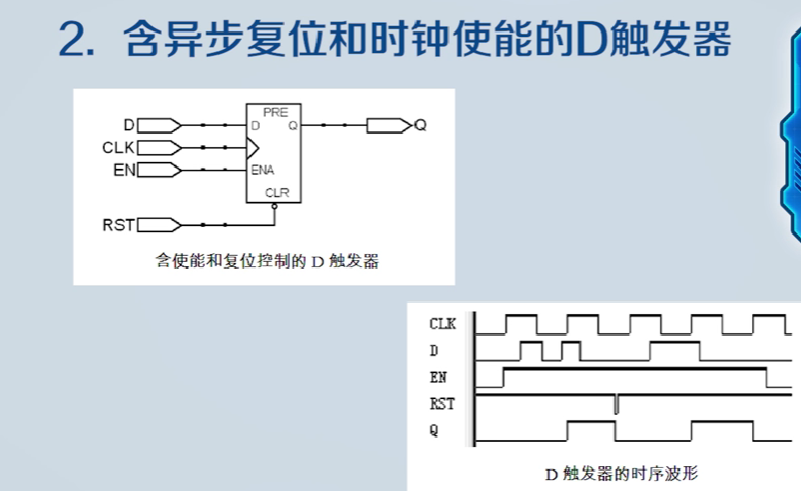 2. 含异步复位和时钟使能的D触发器
PRE
D D Q Q
CLK
EN ENA
CLR
RST
含使能和复位控制的 D 触发器
CLK
D
EN
RST
Q
D 触发器的时序波形